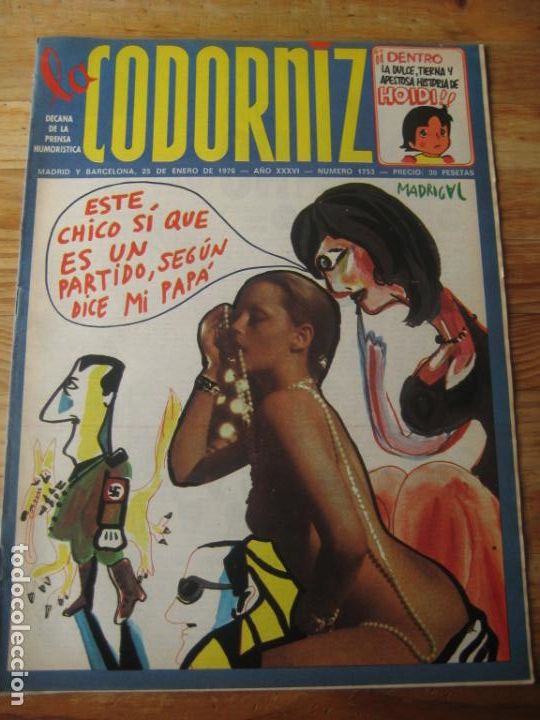 la CODORNIZ
DECANA
DE LA
PRENSA
HUMORISTICA
¡¡ DENTRO
LA DULCE, TIERNA Y
APESTOSA HISTORIA DE
HOIDI!!
MADRID Y BARCELONA, 25 DE ENERO DE 1976 — AÑO XXXVI — NUMERO 1753 — PRECIO: 30 PESETAS
MADRIGAL
ESTE
CHICO SÍ QUE
ES UN
PARTIDO, SEGÚN
DICE MI PAPÁ
todocoleccion